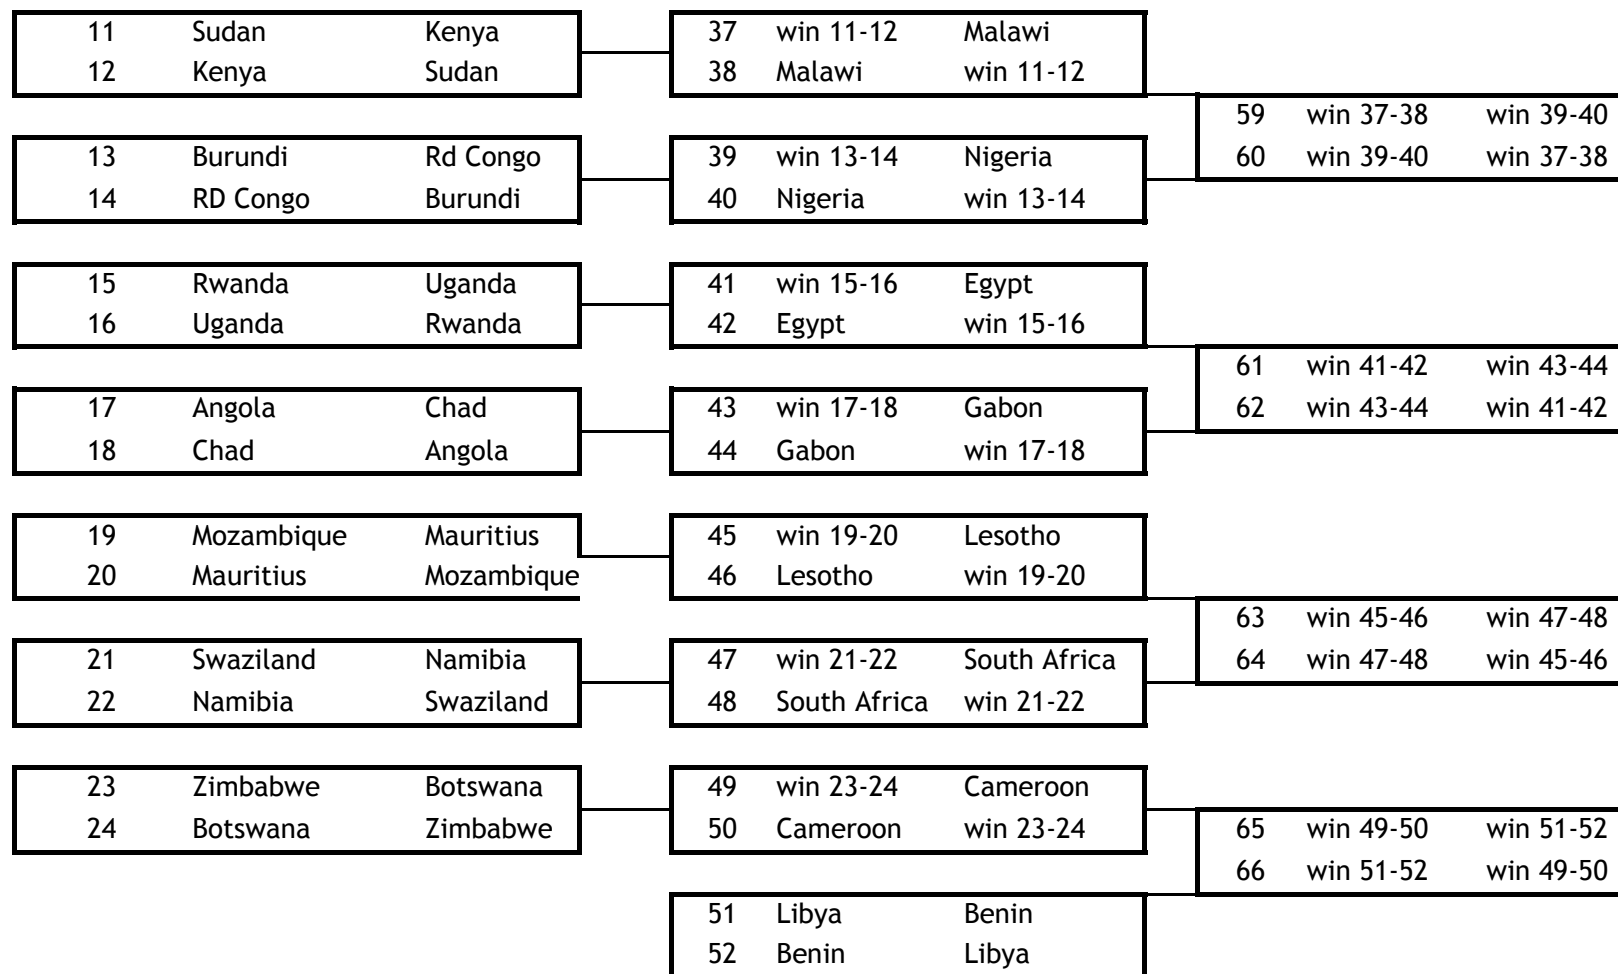 11 Sudan Kenya 37 win 11-12 Malawi
12 Kenya Sudan 38 Malawi win 11-12
59 win 37-38 win 39-40
13 Burundi Rd Congo 39 win 13-14 Nigeria 60 win 39-40 win 37-38
14 RD Congo Burundi 40 Nigeria win 13-14
15 Rwanda Uganda 41 win 15-16 Egypt
16 Uganda Rwanda 42 Egypt win 15-16
61 win 41-42 win 43-44
17 Angola Chad 43 win 17-18 Gabon 62 win 43-44 win 41-42
18 Chad Angola 44 Gabon win 17-18
19 Mozambique Mauritius 45 win 19-20 Lesotho
20 Mauritius Mozambique 46 Lesotho win 19-20
63 win 45-46 win 47-48
21 Swaziland Namibia 47 win 21-22 South Africa 64 win 47-48 win 45-46
22 Namibia Swaziland 48 South Africa win 21-22
23 Zimbabwe Botswana 49 win 23-24 Cameroon
24 Botswana Zimbabwe 50 Cameroon win 23-24 65 win 49-50 win 51-52
66 win 51-52 win 49-50
51 Libya Benin
52 Benin Libya